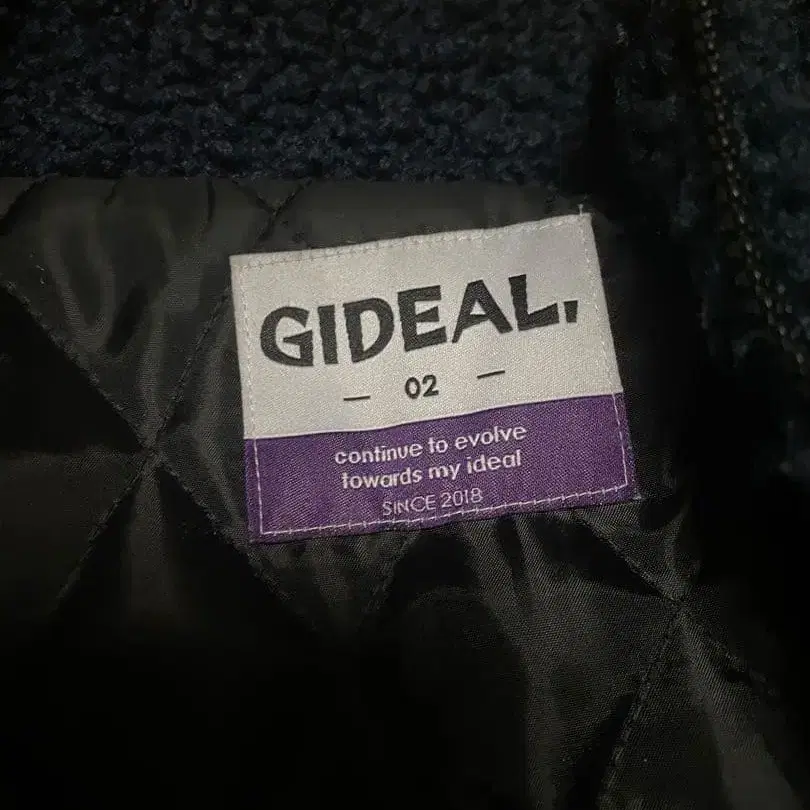 GIDEAL,
— 02 —
continue to evolve
towards my ideal
SINCE 2018